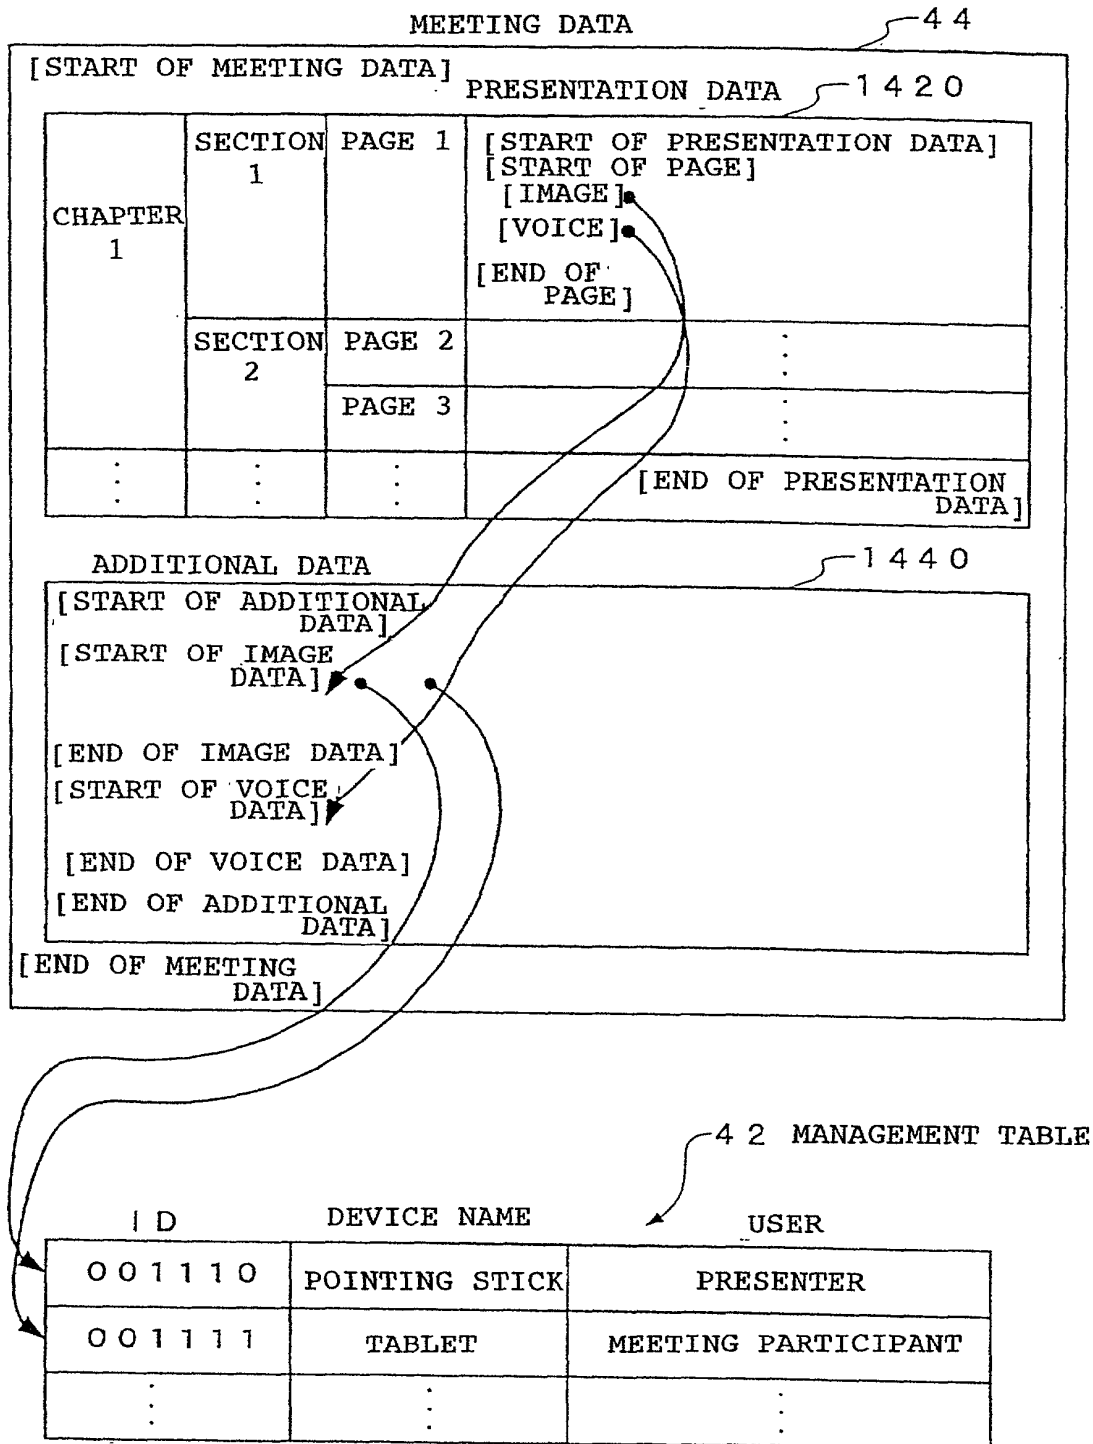 MEETING DATA
44
[START OF MEETING DATA]
PRESENTATION DATA
1420
CHAPTER
1
SECTION
1
PAGE 1
[START OF PRESENTATION DATA]
[START OF PAGE]
[IMAGE]
[VOICE]
[END OF
PAGE]
SECTION
2
PAGE 2
PAGE 3
[END OF PRESENTATION
DATA]
ADDITIONAL DATA
1440
[START OF ADDITIONAL
DATA]
[START OF IMAGE
DATA]
[END OF IMAGE DATA]
[START OF VOICE
DATA]
[END OF VOICE DATA]
[END OF ADDITIONAL
DATA]
[END OF MEETING
DATA]
42 MANAGEMENT TABLE
ID DEVICE NAME USER
001110 POINTING STICK PRESENTER
001111 TABLET MEETING PARTICIPANT